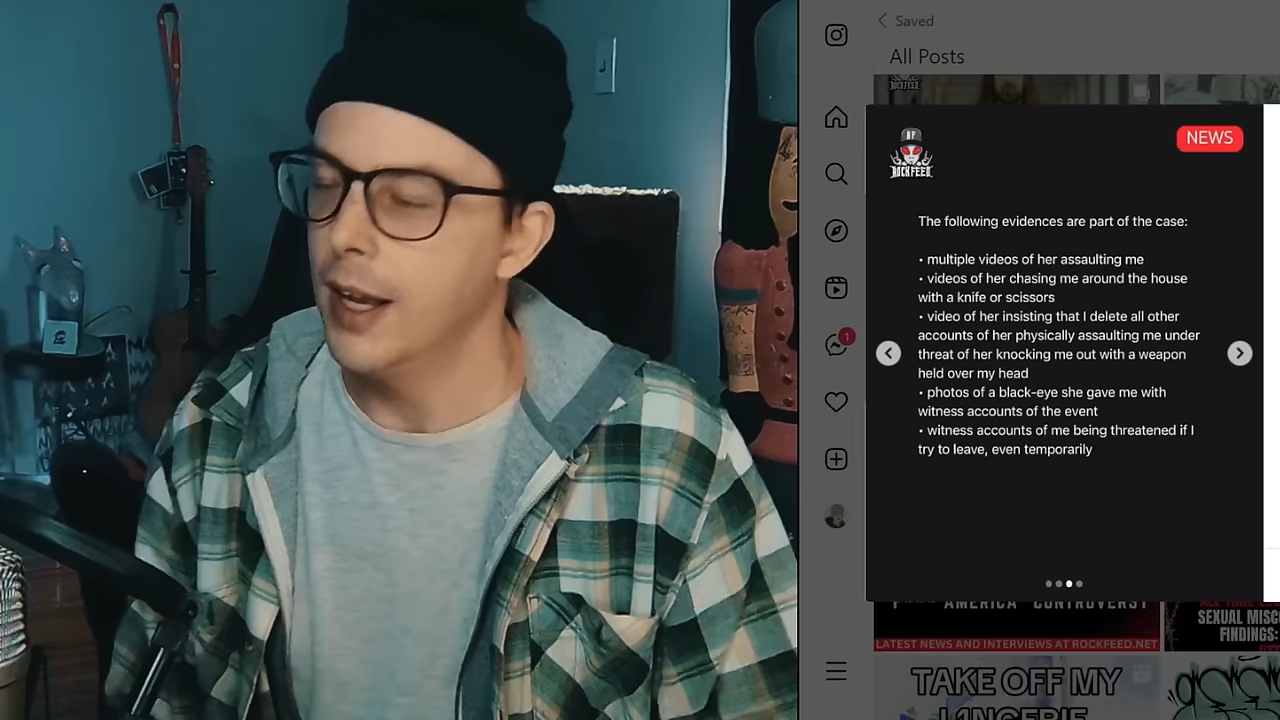 Saved
All Posts
RF
ROCKFEED
NEWS
The following evidences are part of the case:
• multiple videos of her assaulting me
• videos of her chasing me around the house
with a knife or scissors
• video of her insisting that I delete all other
accounts of her physically assaulting me under
threat of her knocking me out with a weapon
held over my head
• photos of a black-eye she gave me with
witness accounts of the event
• witness accounts of me being threatened if I
try to leave, even temporarily
1
AMERICA CONTROVERSY
LATEST NEWS AND INTERVIEWS AT ROCKFEED.NET
SEXUAL
FINDINGS:
TAKE OFF MY